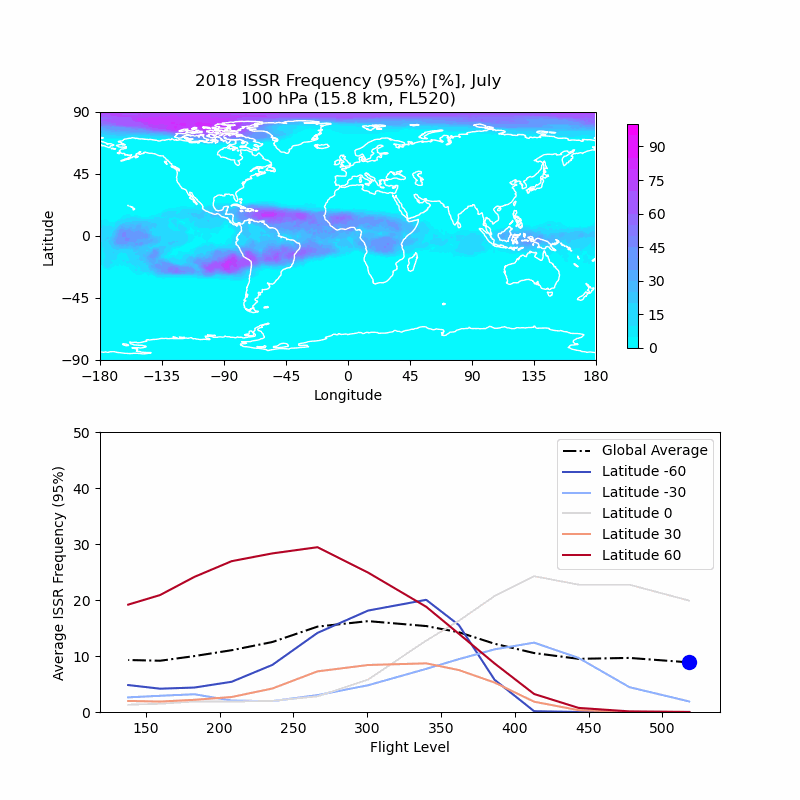 2018 ISSR Frequency (95%) [%], July
100 hPa (15.8 km, FL520)
90
45
0
−45
−90
Latitude
−180 −135 −90 −45 0 45 90 135 180
Longitude
90
75
60
45
30
15
0
50
40
30
20
10
0
Average ISSR Frequency (95%)
Global Average
Latitude -60
Latitude -30
Latitude 0
Latitude 30
Latitude 60
150 200 250 300 350 400 450 500
Flight Level